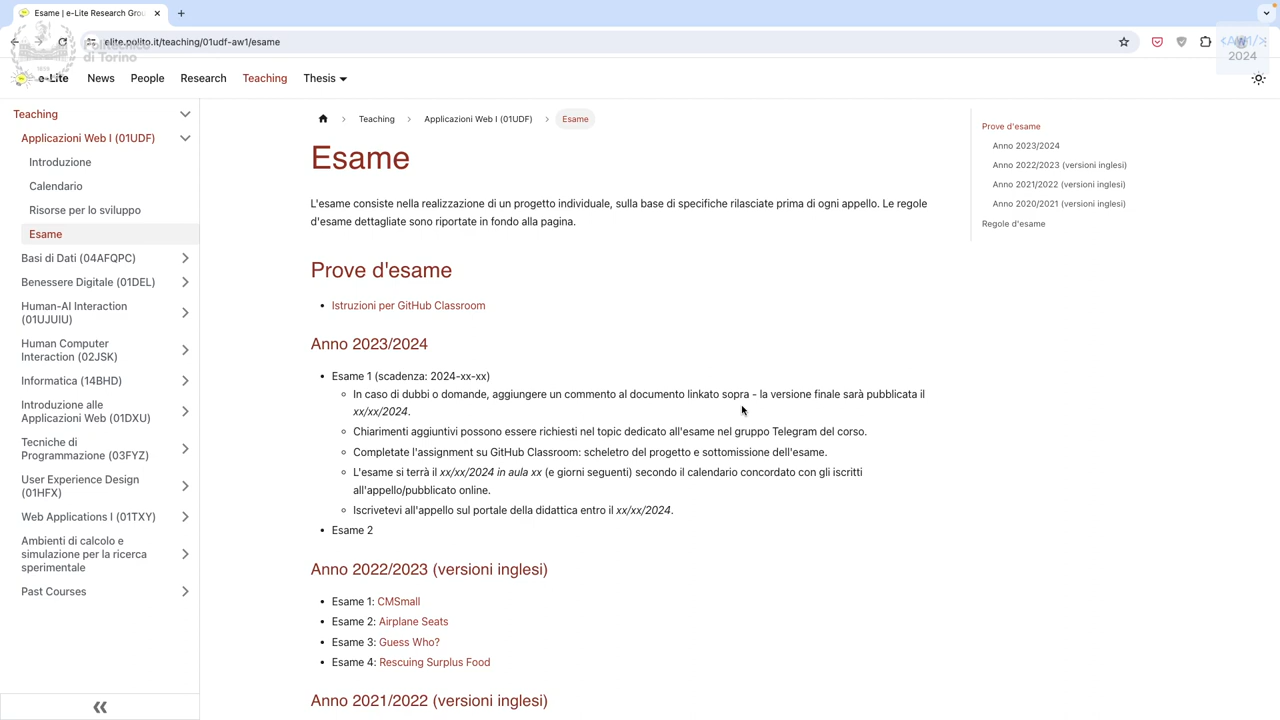 Esame | e-Lite Research Grou
elite.polito.it/teaching/01udf-aw1/esame
Politecnico
di Torino
<AW1/>
2024
e-Lite
News
People
Research
Teaching
Thesis
Teaching
Applicazioni Web I (01UDF)
Introduzione
Calendario
Risorse per lo sviluppo
Esame
Basi di Dati (04AFQPC)
Benessere Digitale (01DEL)
Human-AI Interaction
(01UJUIU)
Human Computer
Interaction (02JSK)
Informatica (14BHD)
Introduzione alle
Applicazioni Web (01DXU)
Tecniche di
Programmazione (03FYZ)
User Experience Design
(01HFX)
Web Applications I (01TXY)
Ambienti di calcolo e
simulazione per la ricerca
sperimentale
Past Courses
Teaching
Applicazioni Web I (01UDF)
Esame
Esame
L'esame consiste nella realizzazione di un progetto individuale, sulla base di specifiche rilasciate prima di ogni appello. Le regole
d'esame dettagliate sono riportate in fondo alla pagina.
Prove d'esame
• Istruzioni per GitHub Classroom
Anno 2023/2024
• Esame 1 (scadenza: 2024-xx-xx)
◦ In caso di dubbi o domande, aggiungere un commento al documento linkato sopra - la versione finale sarà pubblicata il
xx/xx/2024.
◦ Chiarimenti aggiuntivi possono essere richiesti nel topic dedicato all'esame nel gruppo Telegram del corso.
◦ Completate l'assignment su GitHub Classroom: scheletro del progetto e sottomissione dell'esame.
◦ L'esame si terrà il xx/xx/2024 in aula xx (e giorni seguenti) secondo il calendario concordato con gli iscritti
all'appello/pubblicato online.
◦ Iscrivetevi all'appello sul portale della didattica entro il xx/xx/2024.
• Esame 2
Anno 2022/2023 (versioni inglesi)
• Esame 1: CMSmall
• Esame 2: Airplane Seats
• Esame 3: Guess Who?
• Esame 4: Rescuing Surplus Food
Anno 2021/2022 (versioni inglesi)
Prove d'esame
Anno 2023/2024
Anno 2022/2023 (versioni inglesi)
Anno 2021/2022 (versioni inglesi)
Anno 2020/2021 (versioni inglesi)
Regole d'esame